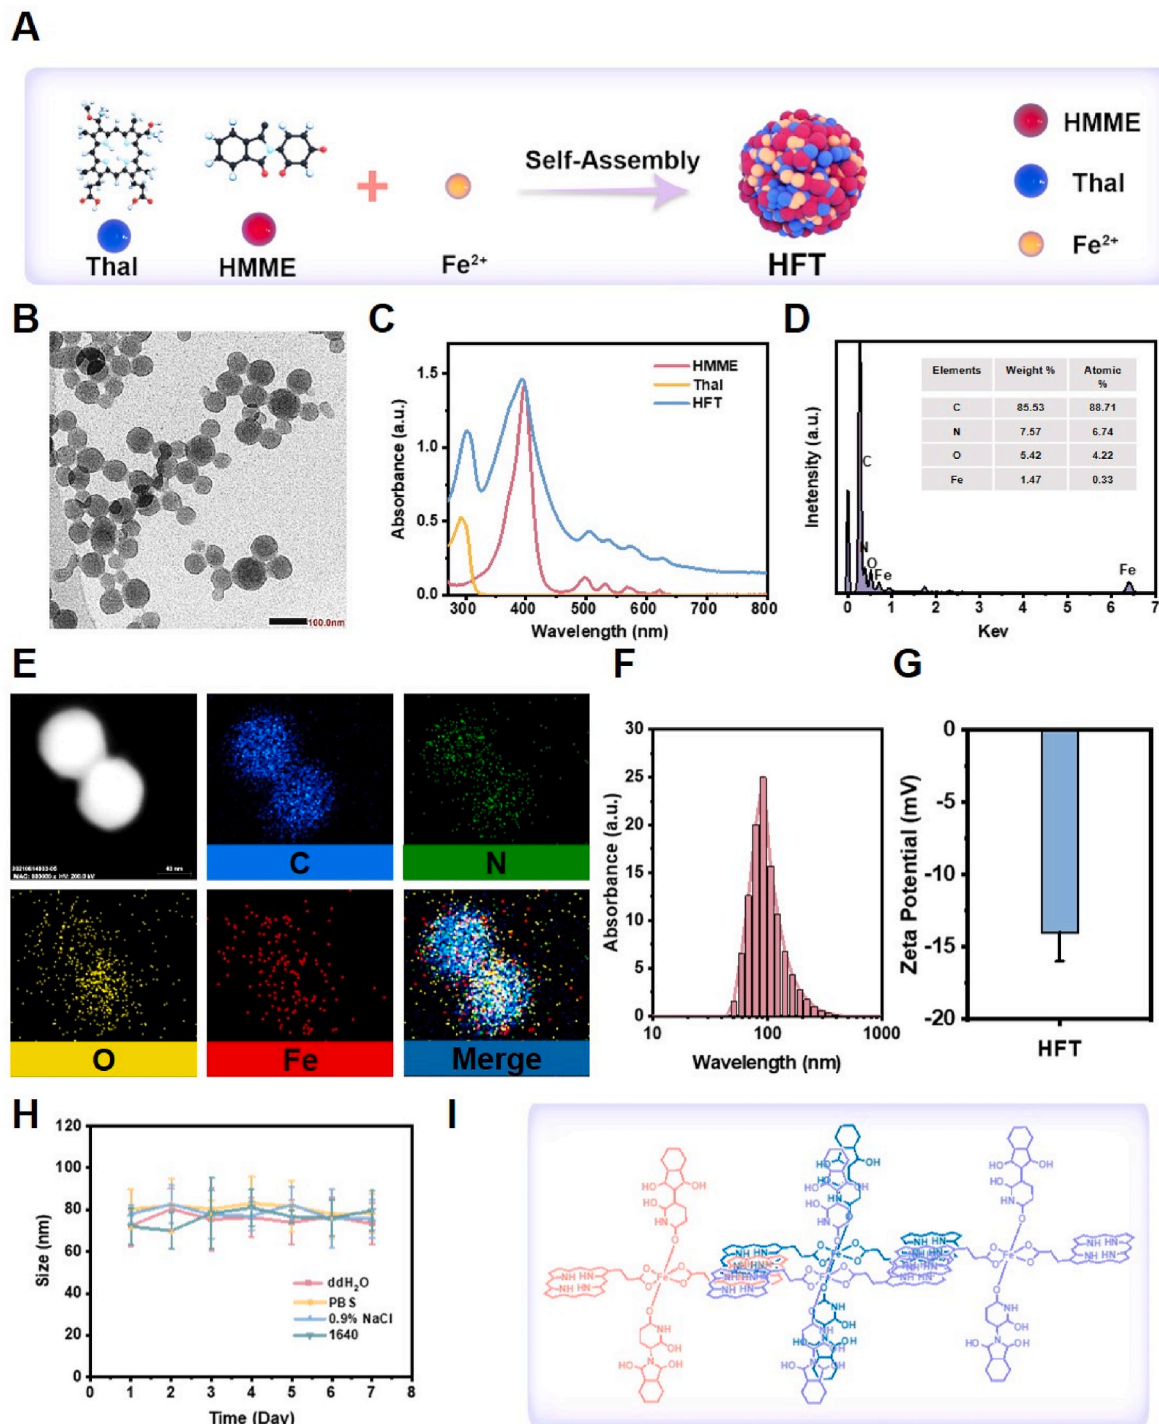 A
HMME
Self-Assembly
Thal
Thal
HMME
Fe²⁺
HFT
Fe²⁺
B
100.0nm
C
HMME
Thal
HFT
1.5
1.0
0.5
0.0
Absorbance (a.u.)
300 400 500 600 700 800
Wavelength (nm)
D
Elements Weight % Atomic %
C 85.53 88.71
N 7.57 6.74
O 5.42 4.22
Fe 1.47 0.33
C
N
O
Fe
Fe
Inetensity (a.u.)
0 1 2 3 4 5 6 7
Kev
E
C
N
O
Fe
Merge
F
30
25
20
15
10
5
0
Absorbance (a.u.)
10 100 1000
Wavelength (nm)
G
0
-5
-10
-15
-20
Zeta Potential (mV)
HFT
H
120
100
80
60
40
20
0
Size (nm)
ddH₂O
PBS
0.9% NaCl
1640
0 1 2 3 4 5 6 7 8
Time (Day)
I